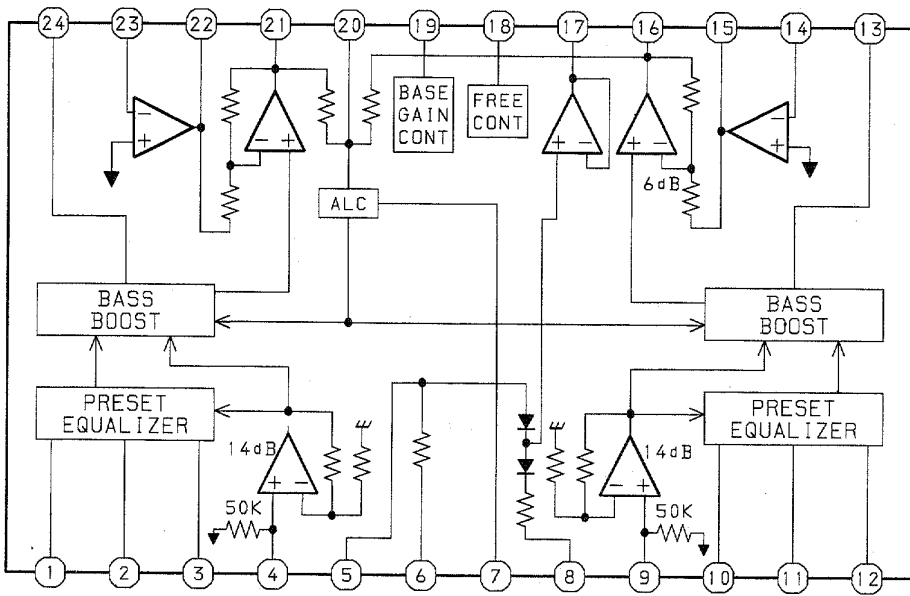 24 23 22 21 20 19 18 17 16 15 14 13
BASE
GAIN
CONT
FREE
CONT
- + - + + - - +
6dB
ALC
BASS
BOOST
BASS
BOOST
PRESET
EQUALIZER
PRESET
EQUALIZER
14dB
14dB
+ - - +
50K
50K
1 2 3 4 5 6 7 8 9 10 11 12